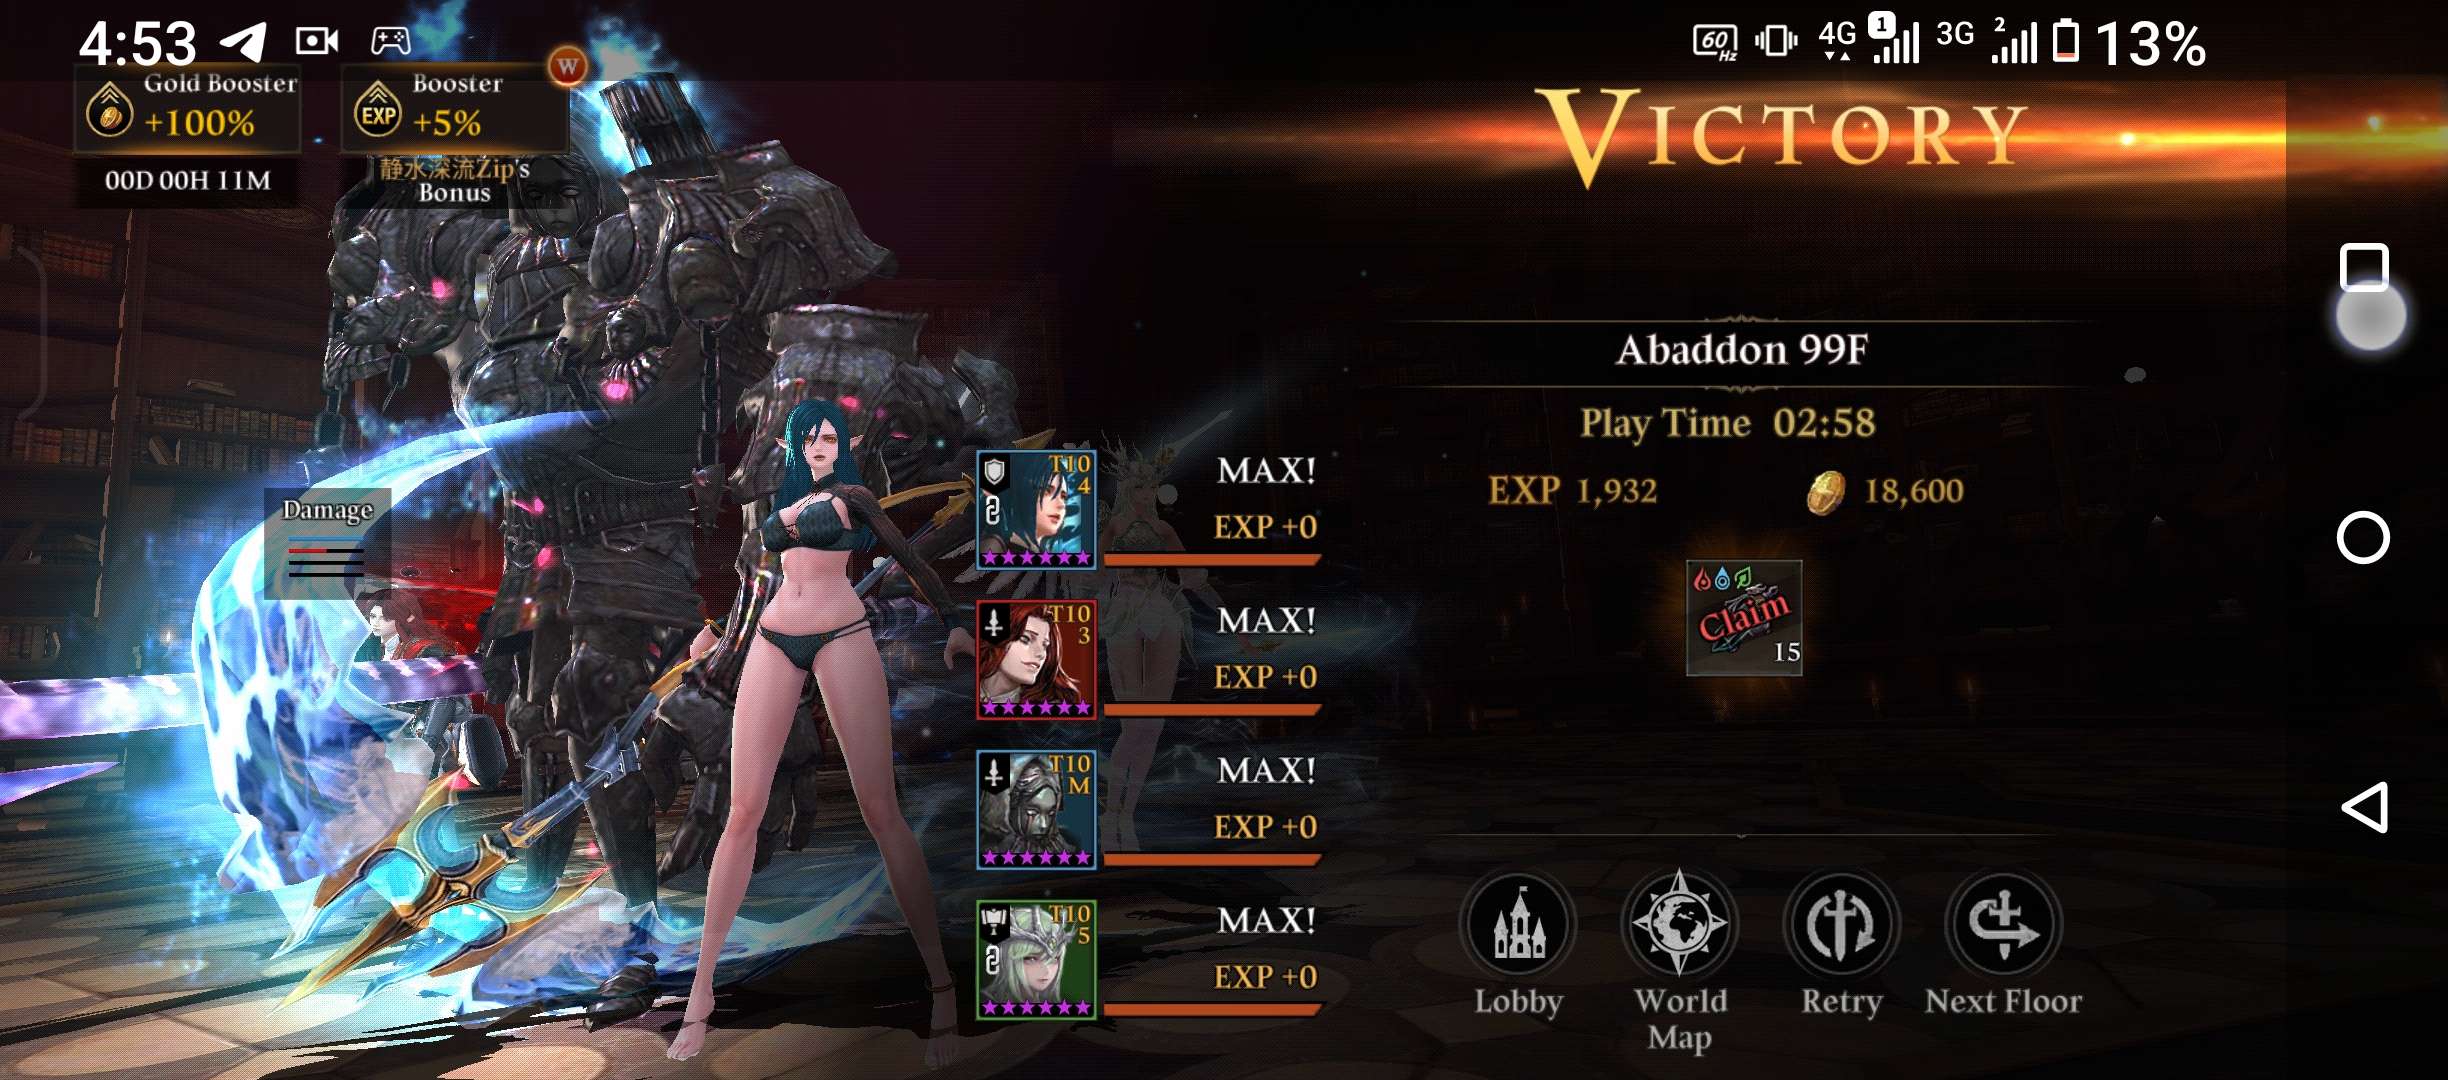 4:53
60Hz
4G
1
3G
2
13%
Gold Booster
+100%
00D 00H 11M
W
EXP
Booster
+5%
静水深流Zip's
Bonus
VICTORY
Abaddon 99F
Play Time 02:58
EXP 1,932
18,600
Claim
15
Damage
T10
4
MAX!
EXP +0
T10
3
MAX!
EXP +0
T10
M
MAX!
EXP +0
T10
5
MAX!
EXP +0
Lobby
World
Map
Retry
Next Floor